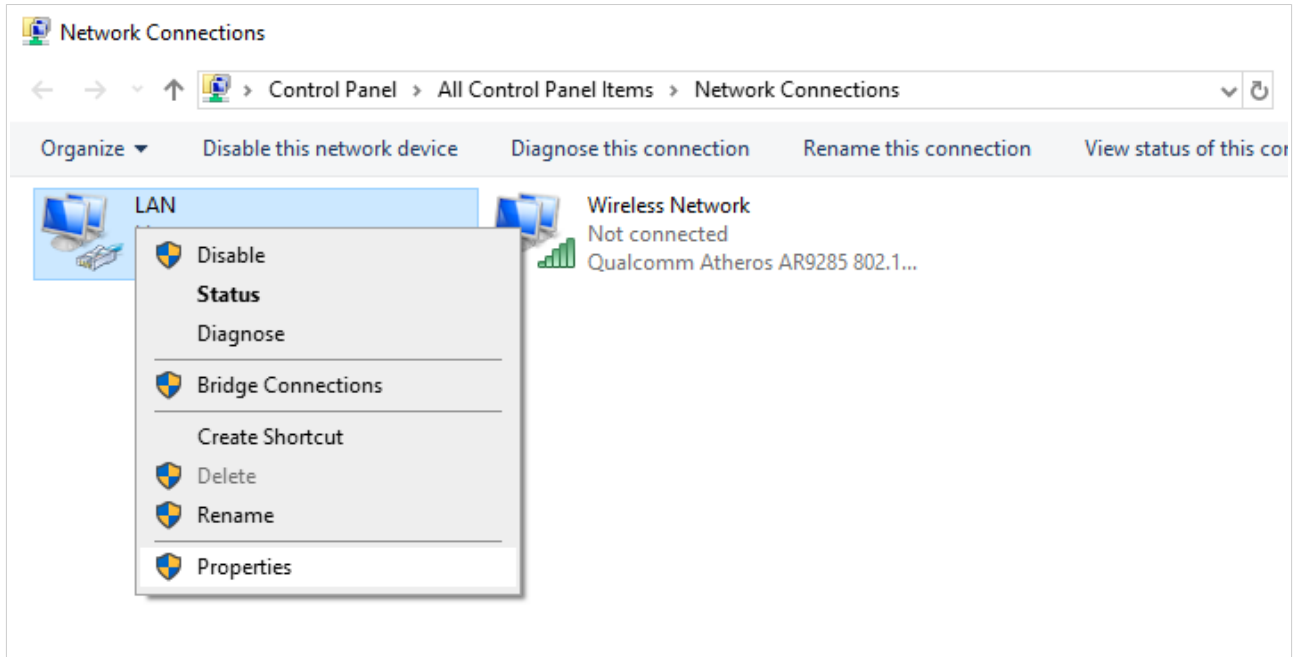 Network Connections
Control Panel > All Control Panel Items > Network Connections
Organize Disable this network device Diagnose this connection Rename this connection View status of this cor
LAN
Wireless Network
Not connected
Qualcomm Atheros AR9285 802.1...
Disable
Status
Diagnose
Bridge Connections
Create Shortcut
Delete
Rename
Properties